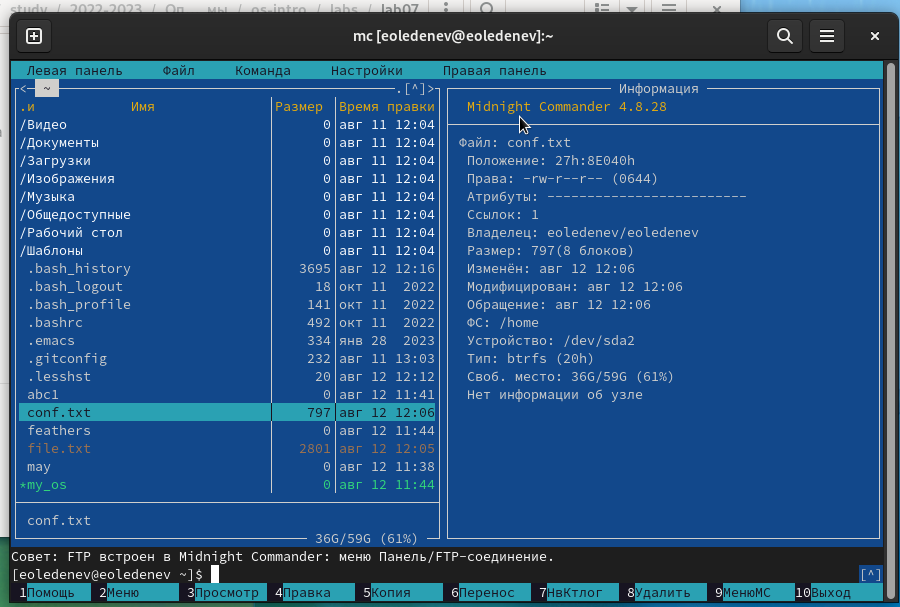 study / 2022-2023 / Оп мы / os-intro / labs / lab07
mc [eoledenev@eoledenev]:~
Левая панель Файл Команда Настройки Правая панель
<─ ~ .[^]> Информация
.и Имя Размер Время правки
Midnight Commander 4.8.28
/Видео 0 авг 11 12:04
/Документы 0 авг 11 12:04
Файл: conf.txt
/Загрузки 0 авг 11 12:04
Положение: 27h:8E040h
/Изображения 0 авг 11 12:04
Права: -rw-r--r-- (0644)
/Музыка 0 авг 11 12:04
Атрибуты: -------------------------
/Общедоступные 0 авг 11 12:04
Ссылок: 1
/Рабочий стол 0 авг 11 12:04
Владелец: eoledenev/eoledenev
/Шаблоны 0 авг 11 12:04
Размер: 797(8 блоков)
.bash_history 3695 авг 12 12:16
Изменён: авг 12 12:06
.bash_logout 18 окт 11 2022
Модифицирован: авг 12 12:06
.bash_profile 141 окт 11 2022
Обращение: авг 12 12:06
.bashrc 492 окт 11 2022
ФС: /home
.emacs 334 янв 28 2023
Устройство: /dev/sda2
.gitconfig 232 авг 11 13:03
Тип: btrfs (20h)
.lesshst 20 авг 12 12:12
Своб. место: 36G/59G (61%)
abc1 0 авг 12 11:41
Нет информации об узле
conf.txt 797 авг 12 12:06
feathers 0 авг 12 11:44
file.txt 2801 авг 12 12:05
may 0 авг 12 11:38
*my_os 0 авг 12 11:44
conf.txt
36G/59G (61%)
Совет: FTP встроен в Midnight Commander: меню Панель/FTP-соединение.
[eoledenev@eoledenev ~]$ [^]
1Помощь 2Меню 3Просмотр 4Правка 5Копия 6Перенос 7НвКтлог 8Удалить 9МенюМС 10Выход